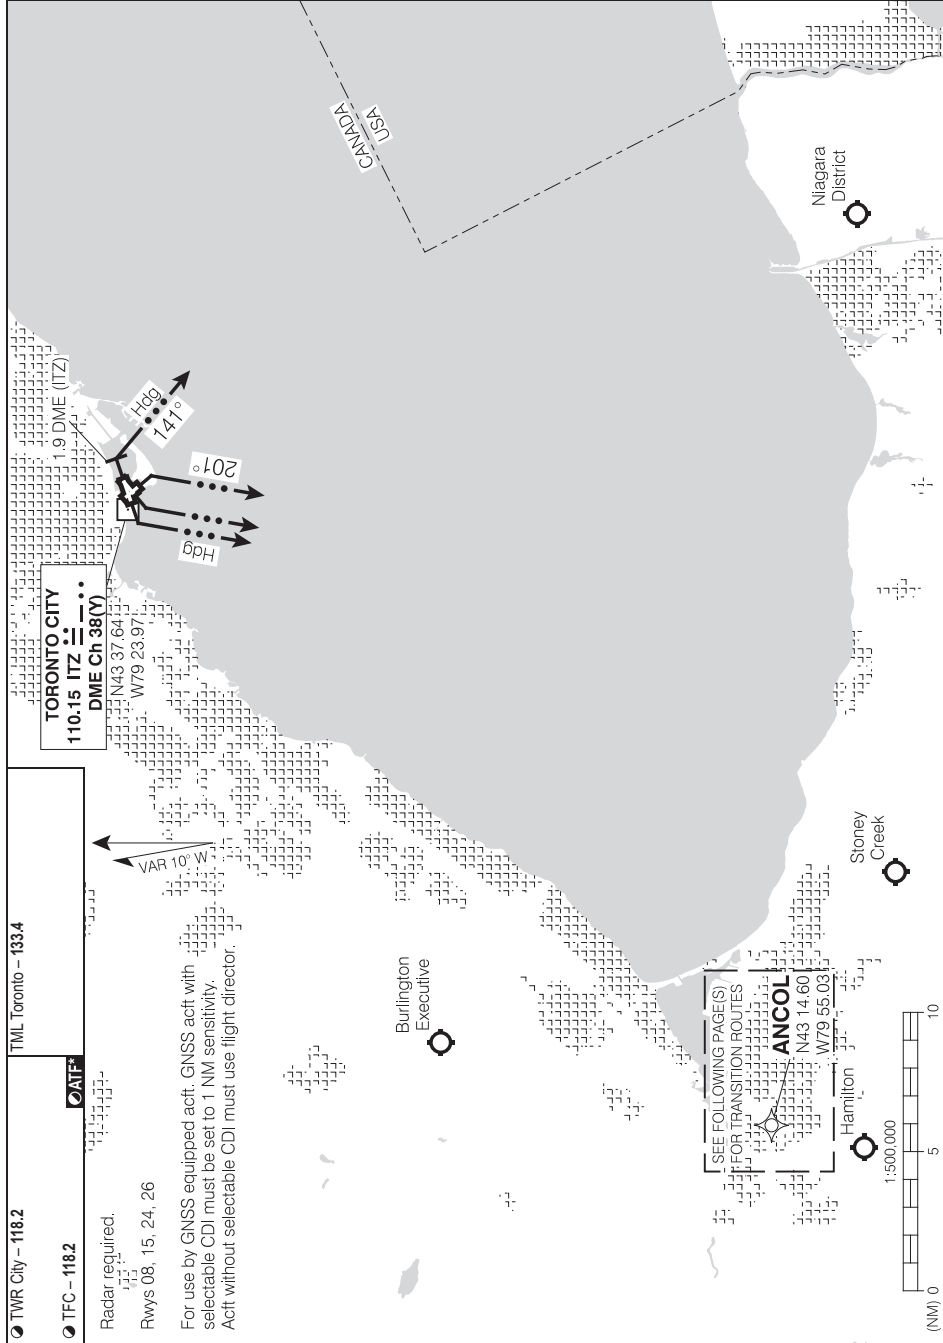 TWR City – 118.2
TML Toronto – 133.4
TFC – 118.2
ATF*
Radar required.
Rwys 08, 15, 24, 26
For use by GNSS equipped acft. GNSS acft with
selectable CDI must be set to 1 NM sensitivity.
Acft without selectable CDI must use flight director.
VAR 10° W
TORONTO CITY
110.15 ITZ
DME Ch 38(Y)
N43 37.64
W79 23.97
1.9 DME (ITZ)
Hdg
141°
201°
Hdg
CANADA
USA
Niagara
District
Burlington
Executive
Stoney
Creek
SEE FOLLOWING PAGE(S)
FOR TRANSITION ROUTES
ANCOL
N43 14.60
W79 55.03
Hamilton
1:500,000
(NM) 0 5 10